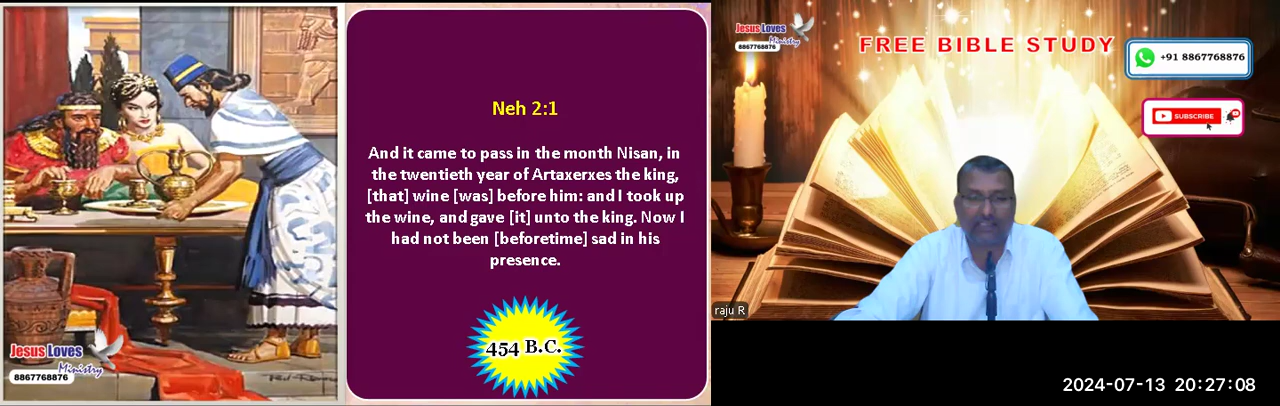 Jesus Loves
Ministry
8867768876
Neh 2:1
And it came to pass in the month Nisan, in
the twentieth year of Artaxerxes the king,
[that] wine [was] before him: and I took up
the wine, and gave [it] unto the king. Now I
had not been [beforetime] sad in his
presence.
454 B.C.
Jesus Loves
Ministry
8867768876
FREE BIBLE STUDY
+91 8867768876
SUBSCRIBE
raju R
2024-07-13 20:27:08